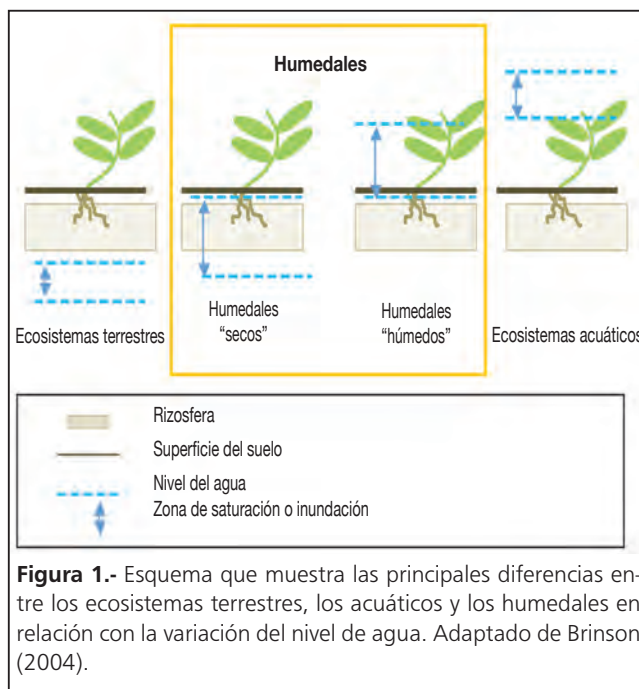 Humedales
Ecosistemas terrestres
Humedales
“secos”
Humedales
“húmedos”
Ecosistemas acuáticos
Rizosfera
Superficie del suelo
Nivel del agua
Zona de saturación o inundación
Figura 1.- Esquema que muestra las principales diferencias en-
tre los ecosistemas terrestres, los acuáticos y los humedales en
relación con la variación del nivel de agua. Adaptado de Brinson
(2004).